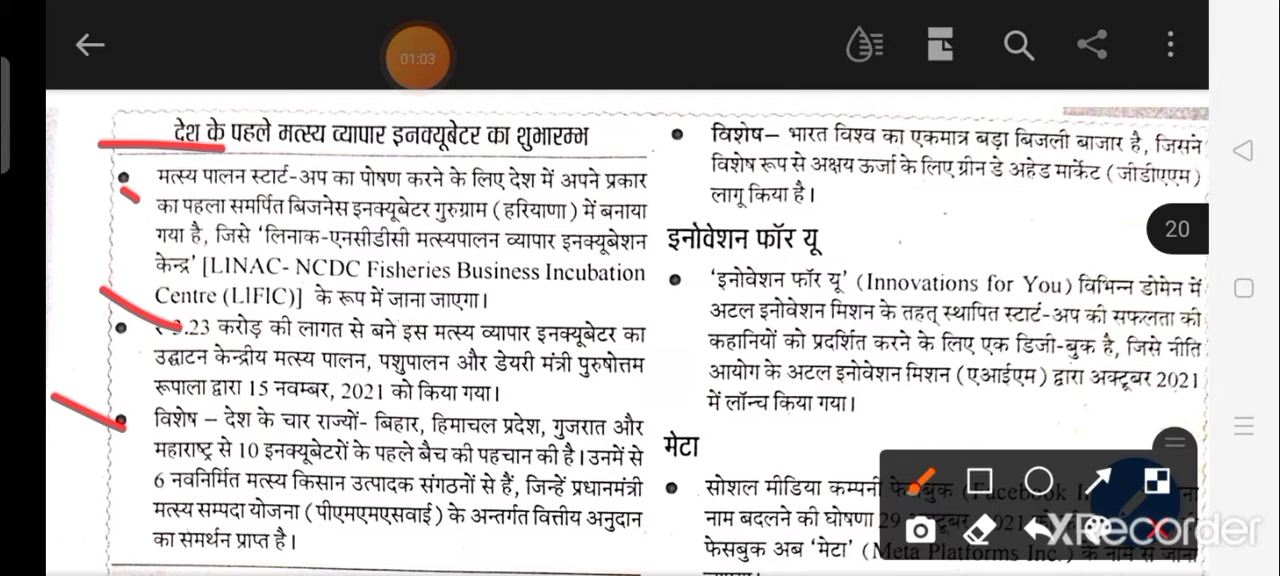 01:03
देश के पहले मत्स्य व्यापार इनक्यूबेटर का शुभारम्भ
मत्स्य पालन स्टार्ट-अप का पोषण करने के लिए देश में अपने प्रकार
का पहला समर्पित बिजनेस इनक्यूबेटर गुरुग्राम (हरियाणा) में बनाया
गया है, जिसे 'लिनाक-एनसीडीसी मत्स्यपालन व्यापार इनक्यूबेशन
केन्द्र' [LINAC- NCDC Fisheries Business Incubation
Centre (LIFIC)] के रूप में जाना जाएगा।
3.23 करोड़ की लागत से बने इस मत्स्य व्यापार इनक्यूबेटर का
उद्घाटन केन्द्रीय मत्स्य पालन, पशुपालन और डेयरी मंत्री पुरुषोत्तम
रूपाला द्वारा 15 नवम्बर, 2021 को किया गया।
विशेष – देश के चार राज्यों- बिहार, हिमाचल प्रदेश, गुजरात और
महाराष्ट्र से 10 इनक्यूबेटरों के पहले बैच की पहचान की है। उनमें से
6 नवनिर्मित मत्स्य किसान उत्पादक संगठनों से हैं, जिन्हें प्रधानमंत्री
मत्स्य सम्पदा योजना (पीएमएमएसवाई) के अन्तर्गत वित्तीय अनुदान
का समर्थन प्राप्त है।
विशेष– भारत विश्व का एकमात्र बड़ा बिजली बाजार है, जिसने
विशेष रूप से अक्षय ऊर्जा के लिए ग्रीन डे अहेड मार्केट (जीडीएएम)
लागू किया है।
20
इनोवेशन फॉर यू
'इनोवेशन फॉर यू' (Innovations for You) विभिन्न डोमेन में
अटल इनोवेशन मिशन के तहत् स्थापित स्टार्ट-अप की सफलता की
कहानियों को प्रदर्शित करने के लिए एक डिजी-बुक है, जिसे नीति
आयोग के अटल इनोवेशन मिशन (एआईएम) द्वारा अक्टूबर 2021
में लॉन्च किया गया।
मेटा
सोशल मीडिया कम्पनी फेसबुक (Facebook
नाम बदलने की घोषणा 29 अक्टूबर, 2021
फेसबुक अब 'मेटा' (Meta Platforms Inc.) के नाम से जाना
XRecorder